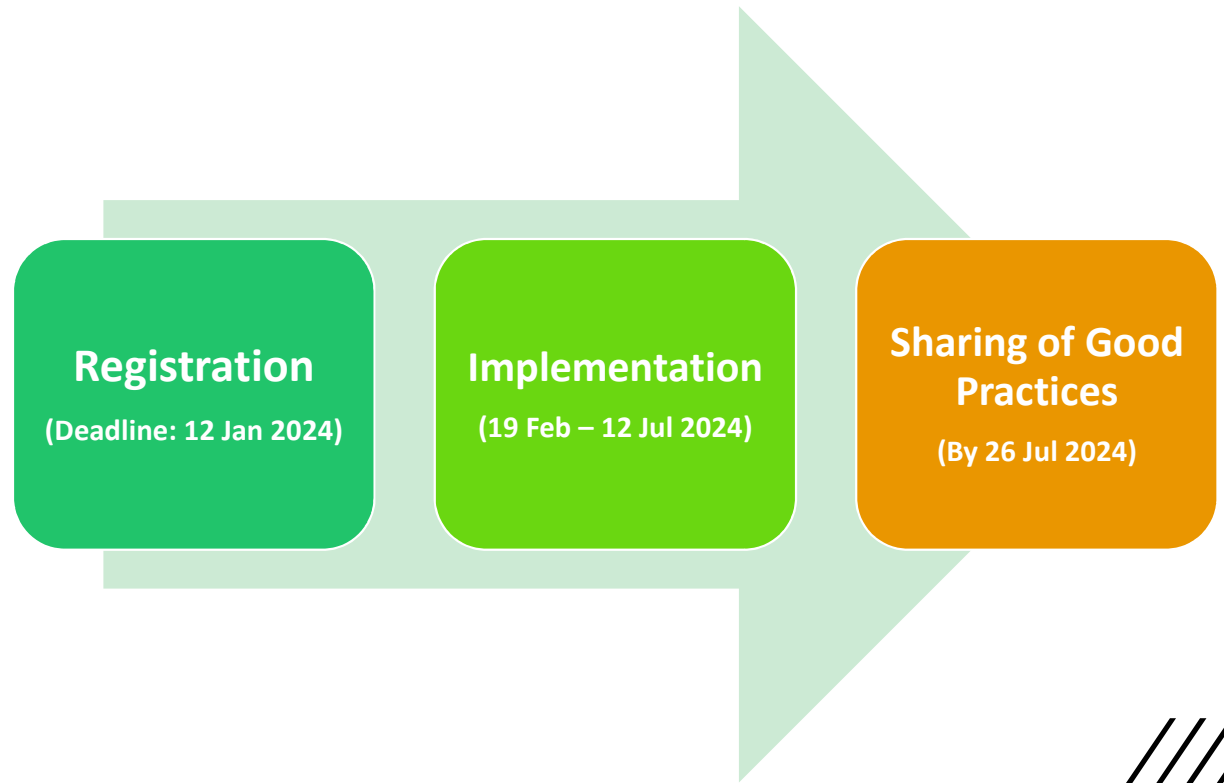 Registration
(Deadline: 12 Jan 2024)
Implementation
(19 Feb – 12 Jul 2024)
Sharing of Good
Practices
(By 26 Jul 2024)